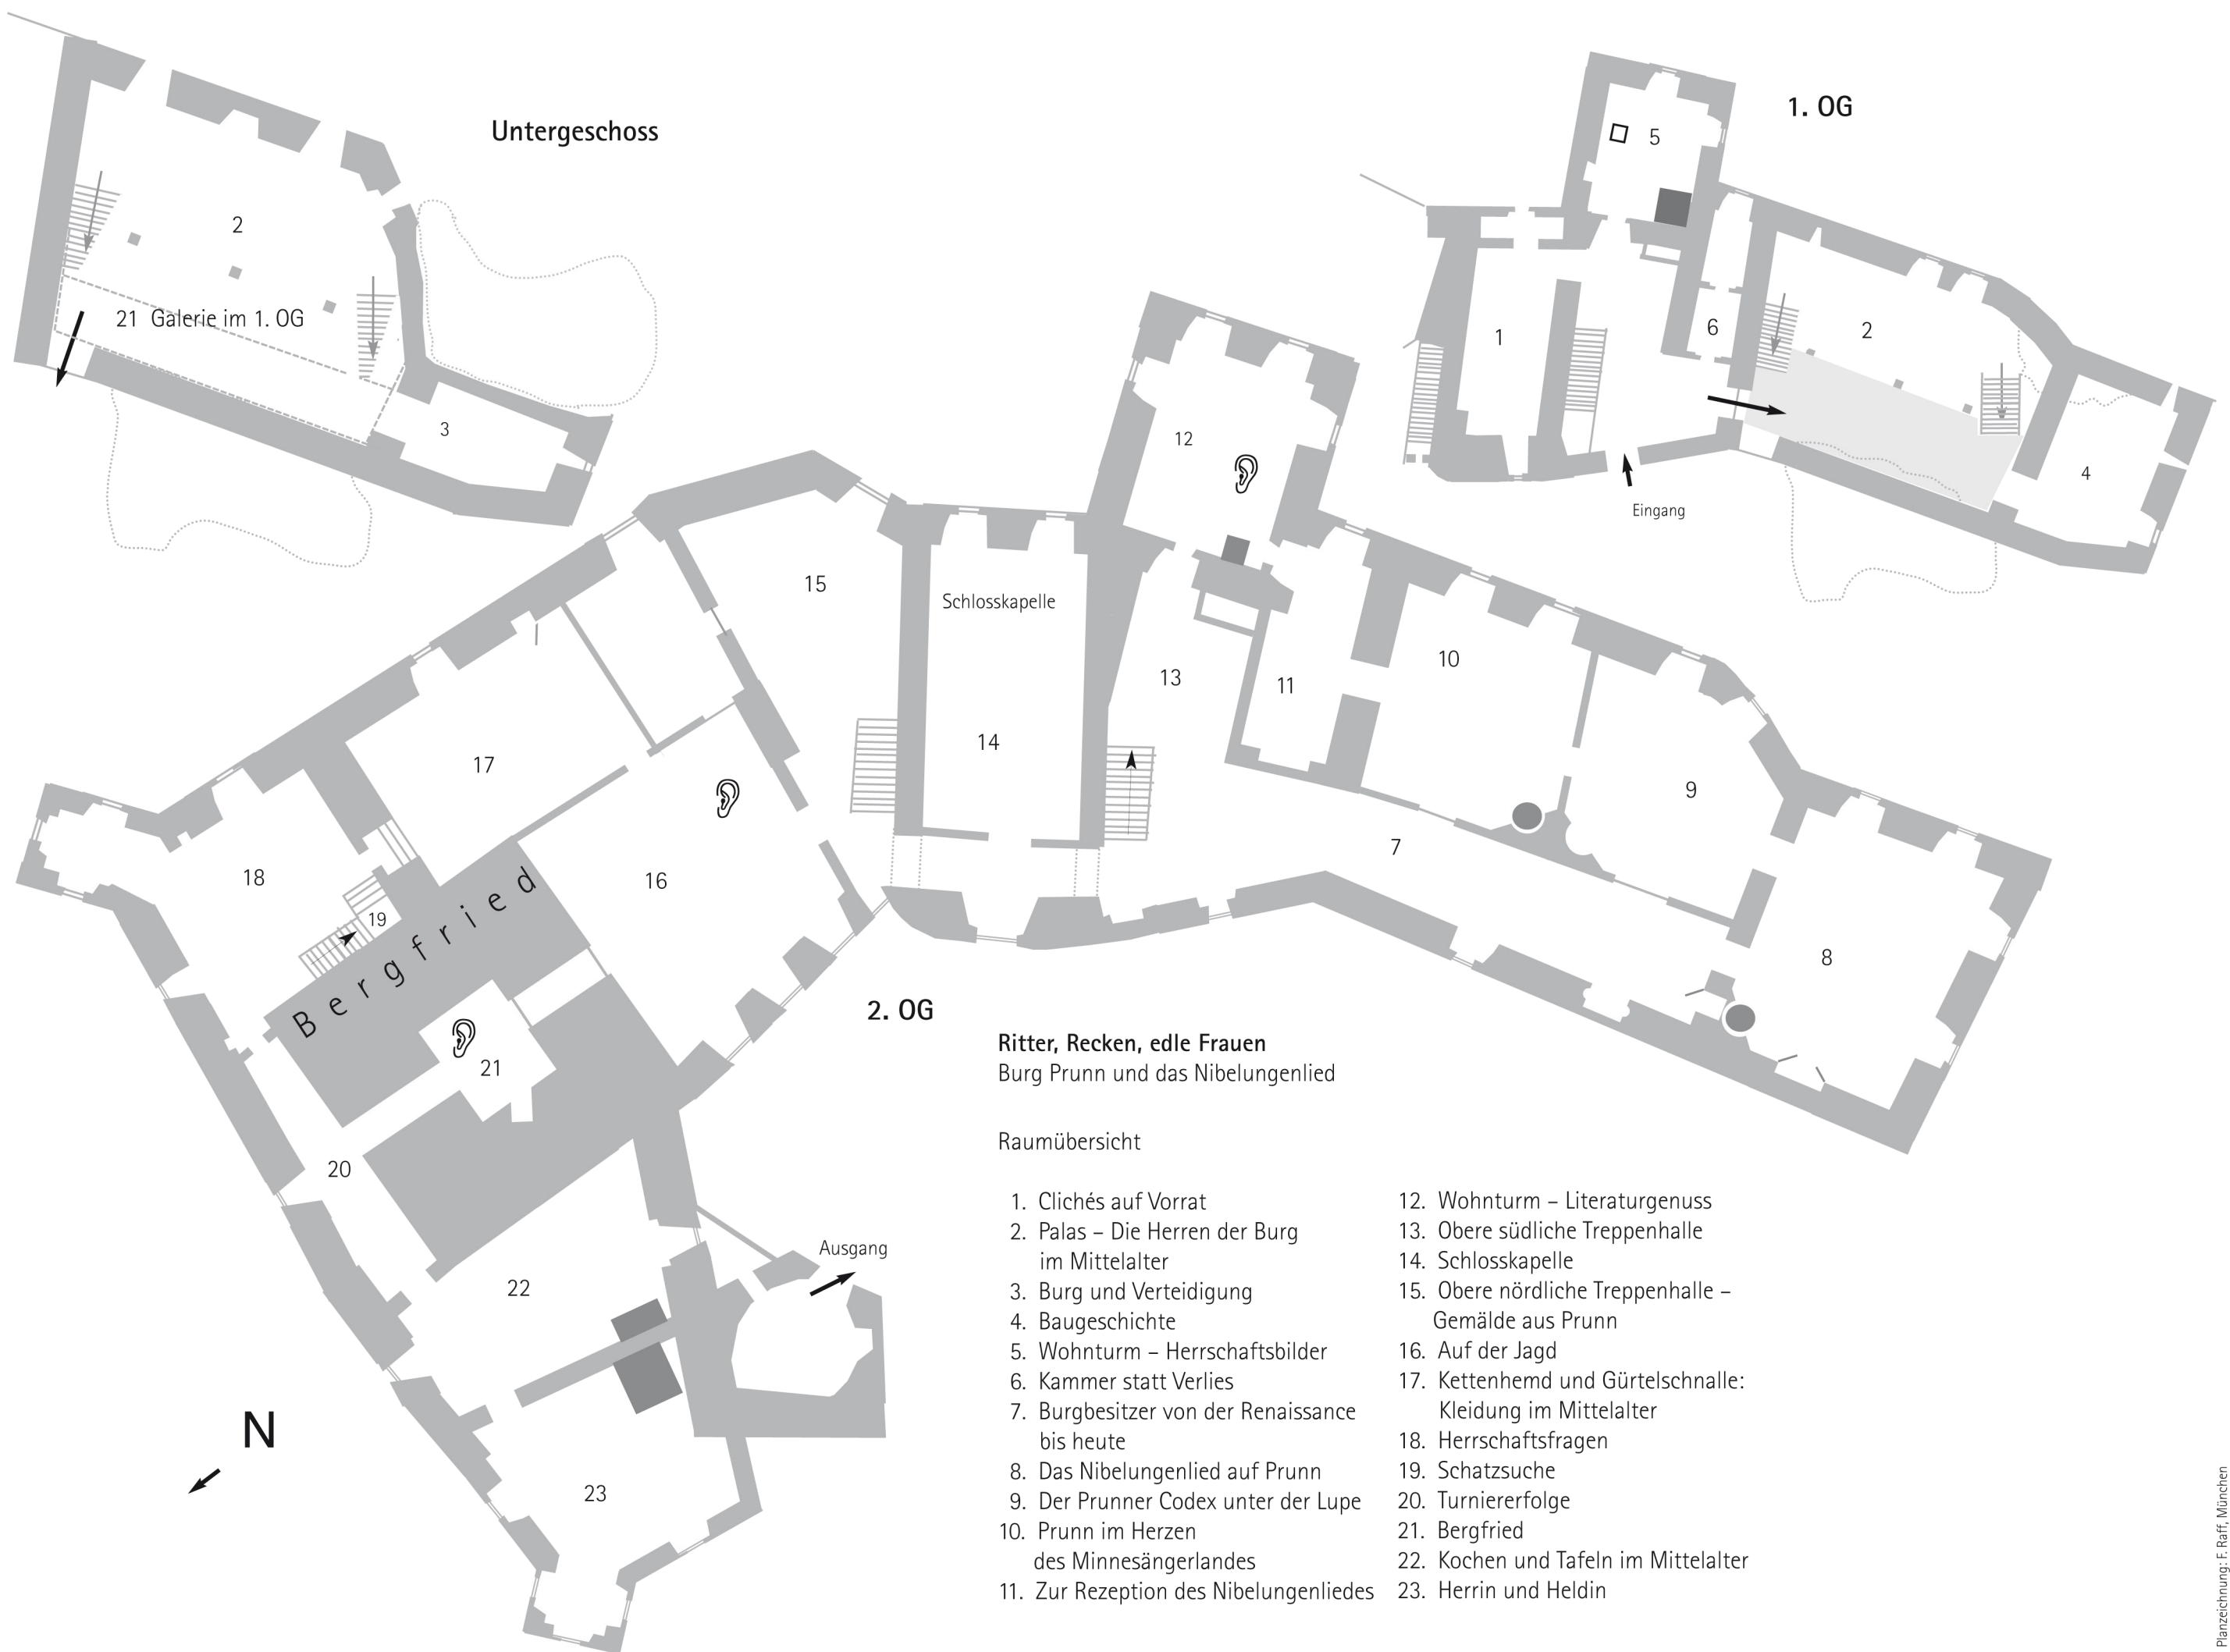 Untergeschoss
2
21 Galerie im 1. OG
3
1. OG
5
1
6
2
4
Eingang
12
15
Schlosskapelle
14
13
11
10
9
7
8
17
16
18
19
Bergfried
21
20
22
23
Ausgang
N
2. OG
Ritter, Recken, edle Frauen
Burg Prunn und das Nibelungenlied
Raumübersicht
1. Clichés auf Vorrat
2. Palas – Die Herren der Burg
im Mittelalter
3. Burg und Verteidigung
4. Baugeschichte
5. Wohnturm – Herrschaftsbilder
6. Kammer statt Verlies
7. Burgbesitzer von der Renaissance
bis heute
8. Das Nibelungenlied auf Prunn
9. Der Prunner Codex unter der Lupe
10. Prunn im Herzen
des Minnesängerlandes
11. Zur Rezeption des Nibelungenliedes
12. Wohnturm – Literaturgenuss
13. Obere südliche Treppenhalle
14. Schlosskapelle
15. Obere nördliche Treppenhalle –
Gemälde aus Prunn
16. Auf der Jagd
17. Kettenhemd und Gürtelschnalle:
Kleidung im Mittelalter
18. Herrschaftsfragen
19. Schatzsuche
20. Turniererfolge
21. Bergfried
22. Kochen und Tafeln im Mittelalter
23. Herrin und Heldin
Planzeichnung: F. Raff, München